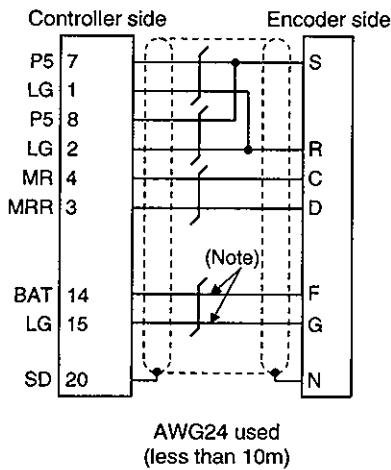 Controller side
Encoder side
P5 7 S
LG 1
P5 8
LG 2 R
MR 4 C
MRR 3 D
(Note)
BAT 14 F
LG 15 G
SD 20 N
AWG24 used
(less than 10m)